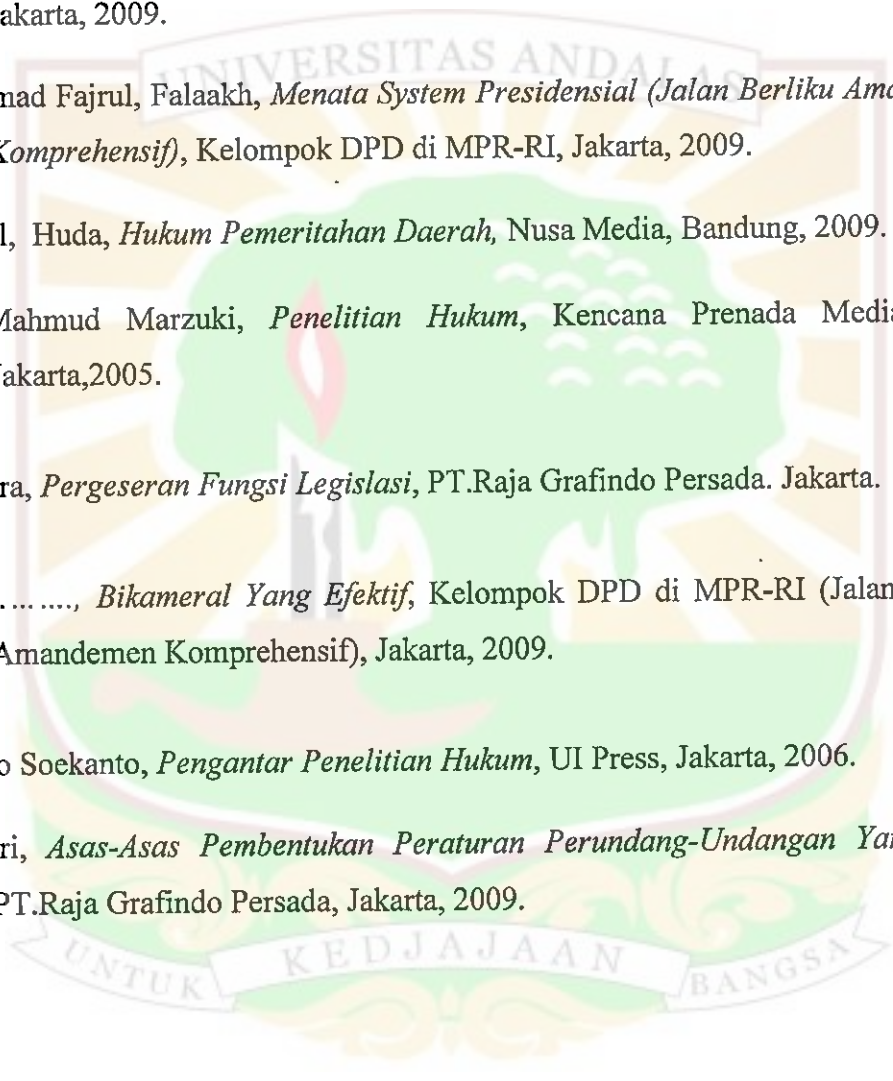 akarta, 2009.
UNIVERSITAS ANDALAS
nad Fajrul, Falaakh, Menata System Presidensial (Jalan Berliku Ama
Komprehensif), Kelompok DPD di MPR-RI, Jakarta, 2009.
l, Huda, Hukum Pemeritahan Daerah, Nusa Media, Bandung, 2009.
Mahmud Marzuki, Penelitian Hukum, Kencana Prenada Media
Jakarta,2005.
ra, Pergeseran Fungsi Legislasi, PT.Raja Grafindo Persada. Jakarta.
. ... ...., Bikameral Yang Efektif, Kelompok DPD di MPR-RI (Jalan
Amandemen Komprehensif), Jakarta, 2009.
o Soekanto, Pengantar Penelitian Hukum, UI Press, Jakarta, 2006.
ri, Asas-Asas Pembentukan Peraturan Perundang-Undangan Yan
PT.Raja Grafindo Persada, Jakarta, 2009.
UNTUK KEDJAJAAN BANGSA